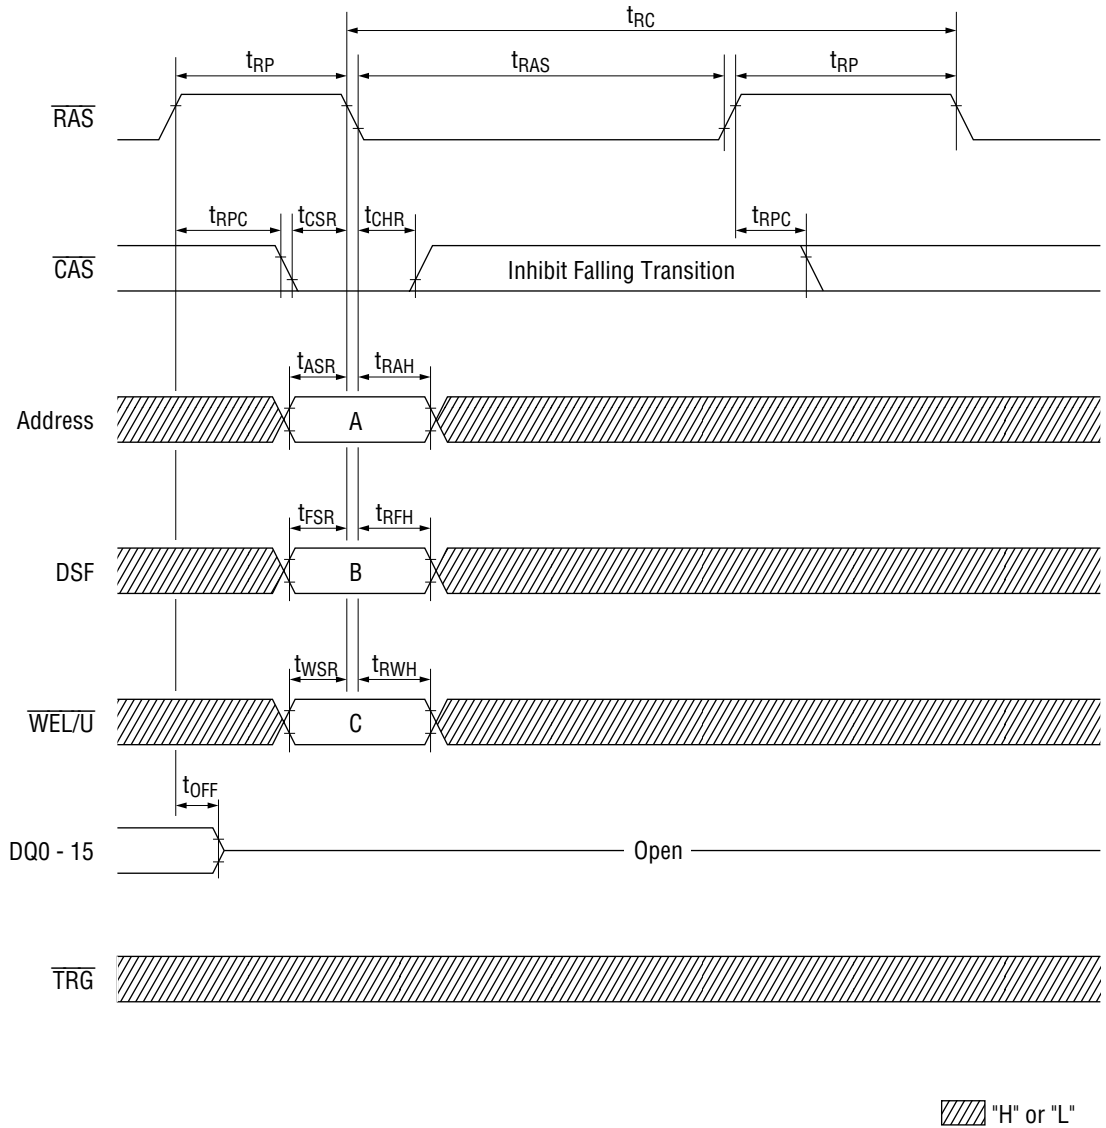 tRC
tRP tRAS tRP
RAS
tRPC tCSR tCHR tRPC
CAS Inhibit Falling Transition
tASR tRAH
Address A
tFSR tRFH
DSF B
tWSR tRWH
WEL/U C
tOFF
DQ0 - 15 Open
TRG
"H" or "L"